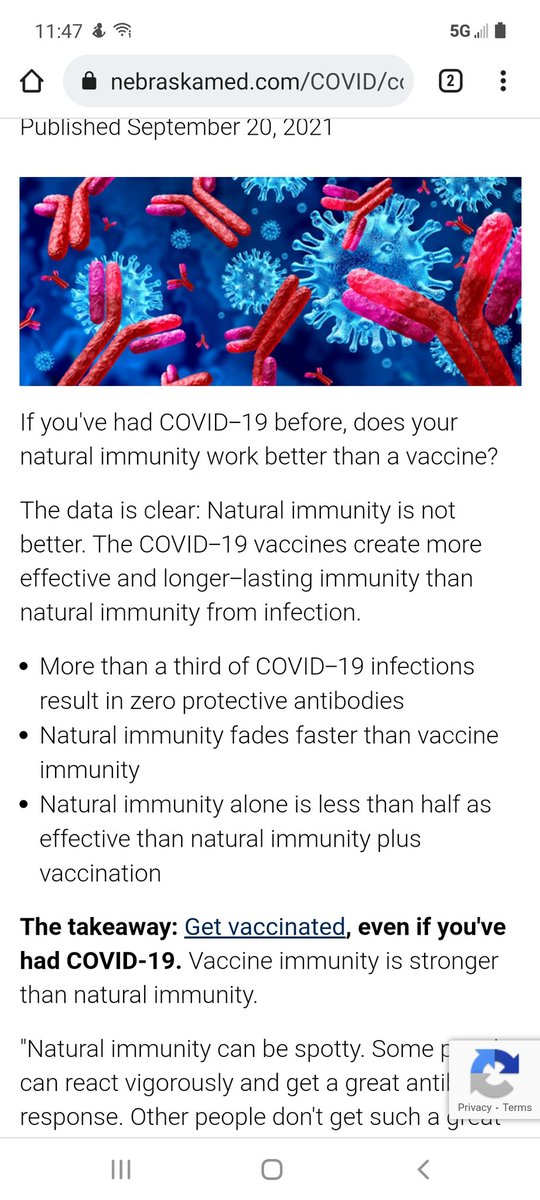 11:47
5G
nebraskamed.com/COVID/co
2
Published September 20, 2021
If you've had COVID-19 before, does your
natural immunity work better than a vaccine?
The data is clear: Natural immunity is not
better. The COVID-19 vaccines create more
effective and longer-lasting immunity than
natural immunity from infection.
• More than a third of COVID-19 infections
result in zero protective antibodies
• Natural immunity fades faster than vaccine
immunity
• Natural immunity alone is less than half as
effective than natural immunity plus
vaccination
The takeaway: Get vaccinated, even if you've
had COVID-19. Vaccine immunity is stronger
than natural immunity.
"Natural immunity can be spotty. Some
can react vigorously and get a great
response. Other people don't get such a great
Privacy - Terms